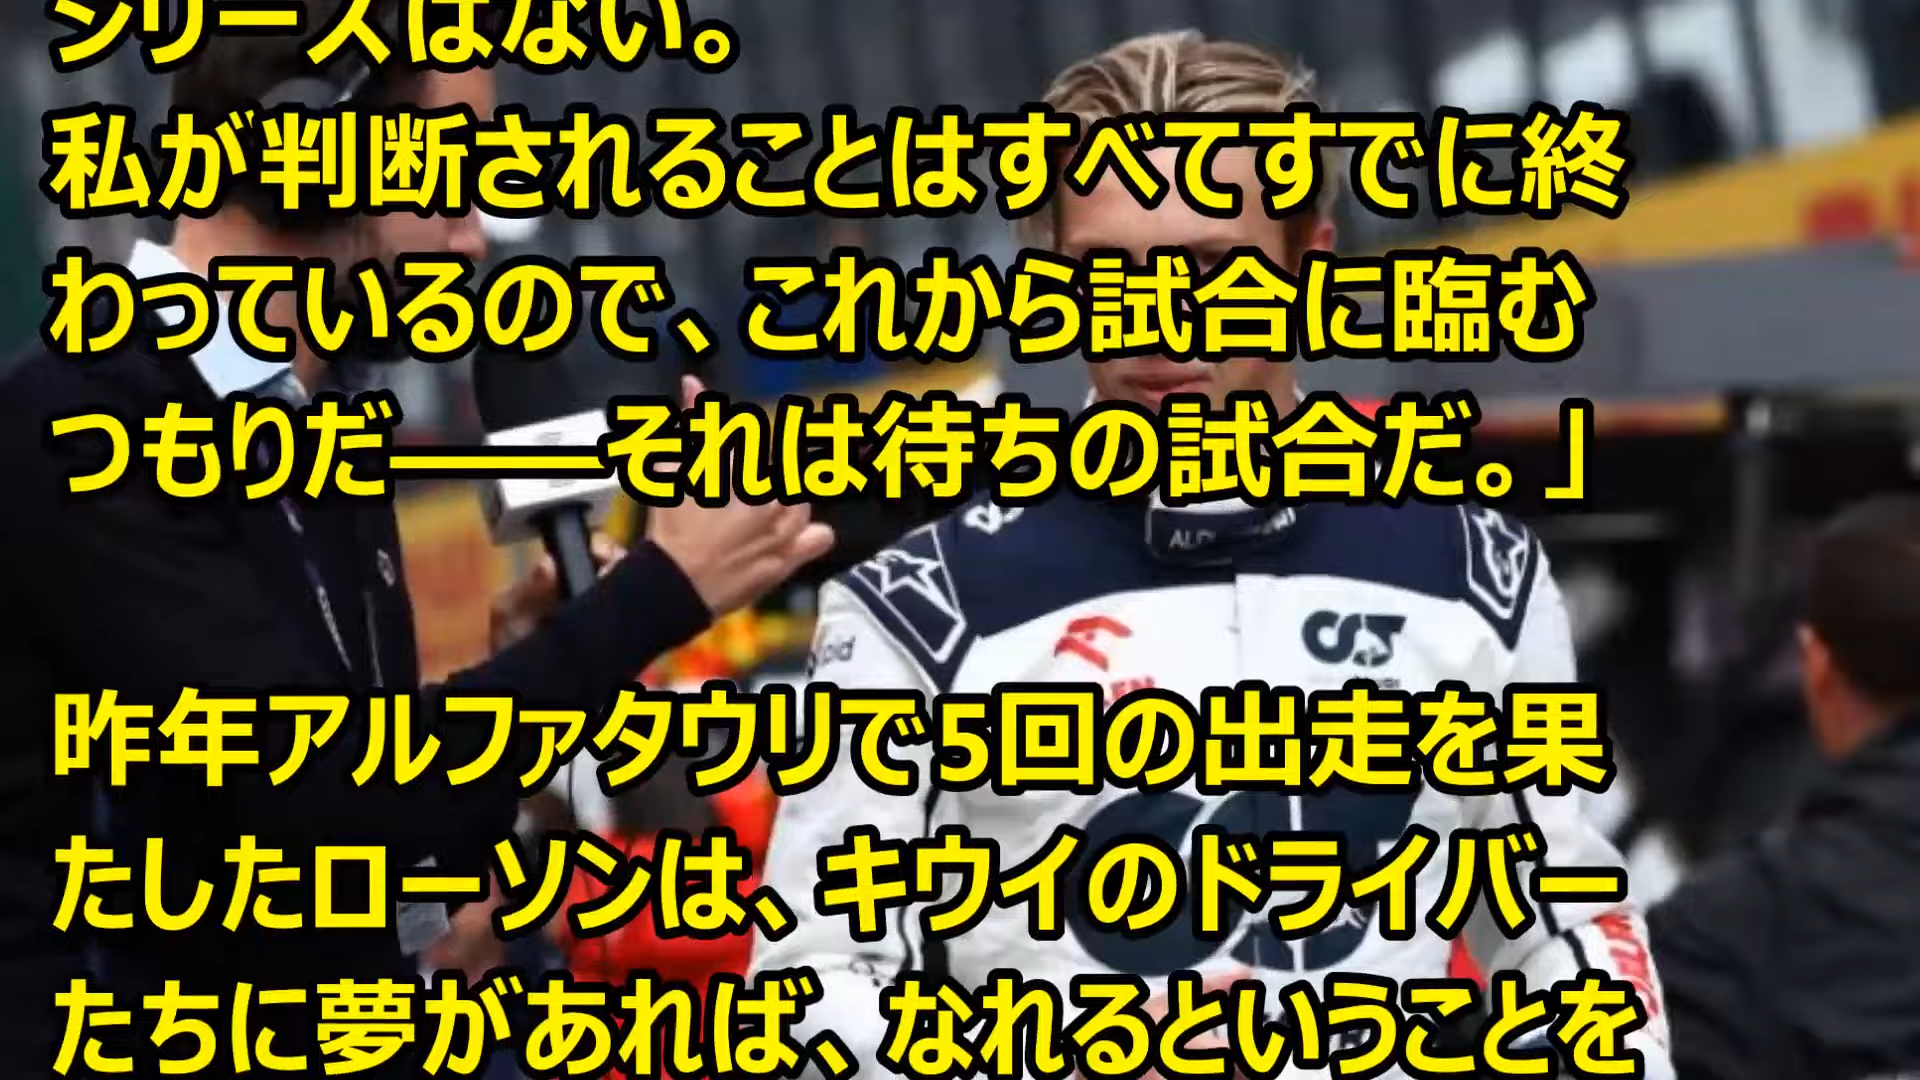 シリーズはない。
私が判断されることはすべてすでに終
わっているので、これから試合に臨む
つもりだ——それは待ちの試合だ。」
昨年アルファタウリで5回の出走を果
たしたローソンは、キウイのドライバー
たちに夢があれば、なれるということを